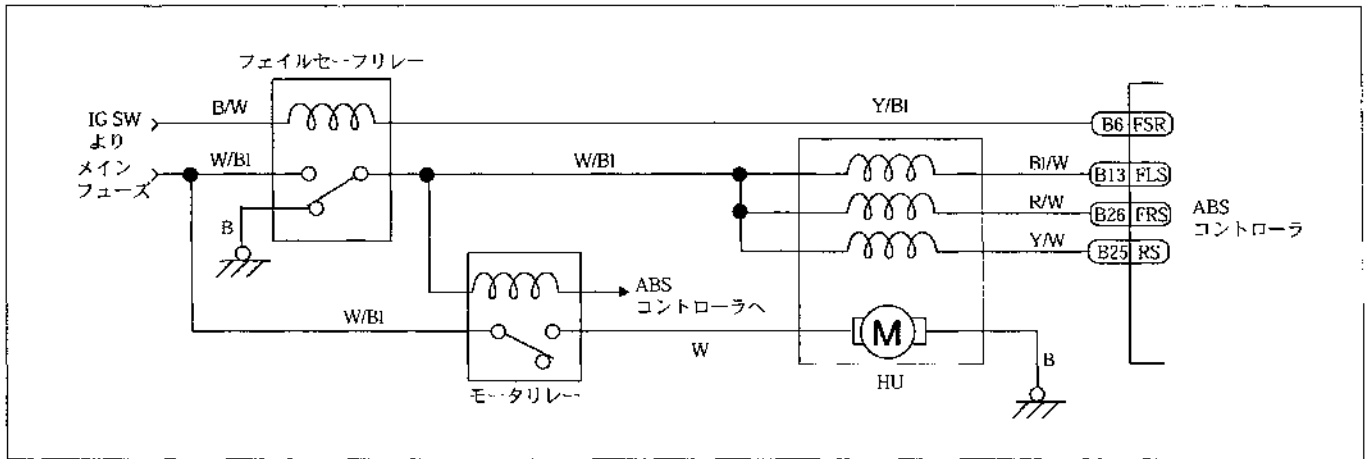 フェイルセーフリレー
B/W
Y/Bl
IG SW
より
B6 FSR
メイン
フューズ
W/Bl
W/Bl
Bl/W
B13 FLS
R/W
B26 FRS
ABS
コントローラ
B
Y/W
B25 RS
ABS
コントローラへ
W/Bl
W
M
B
HU
モータリレー